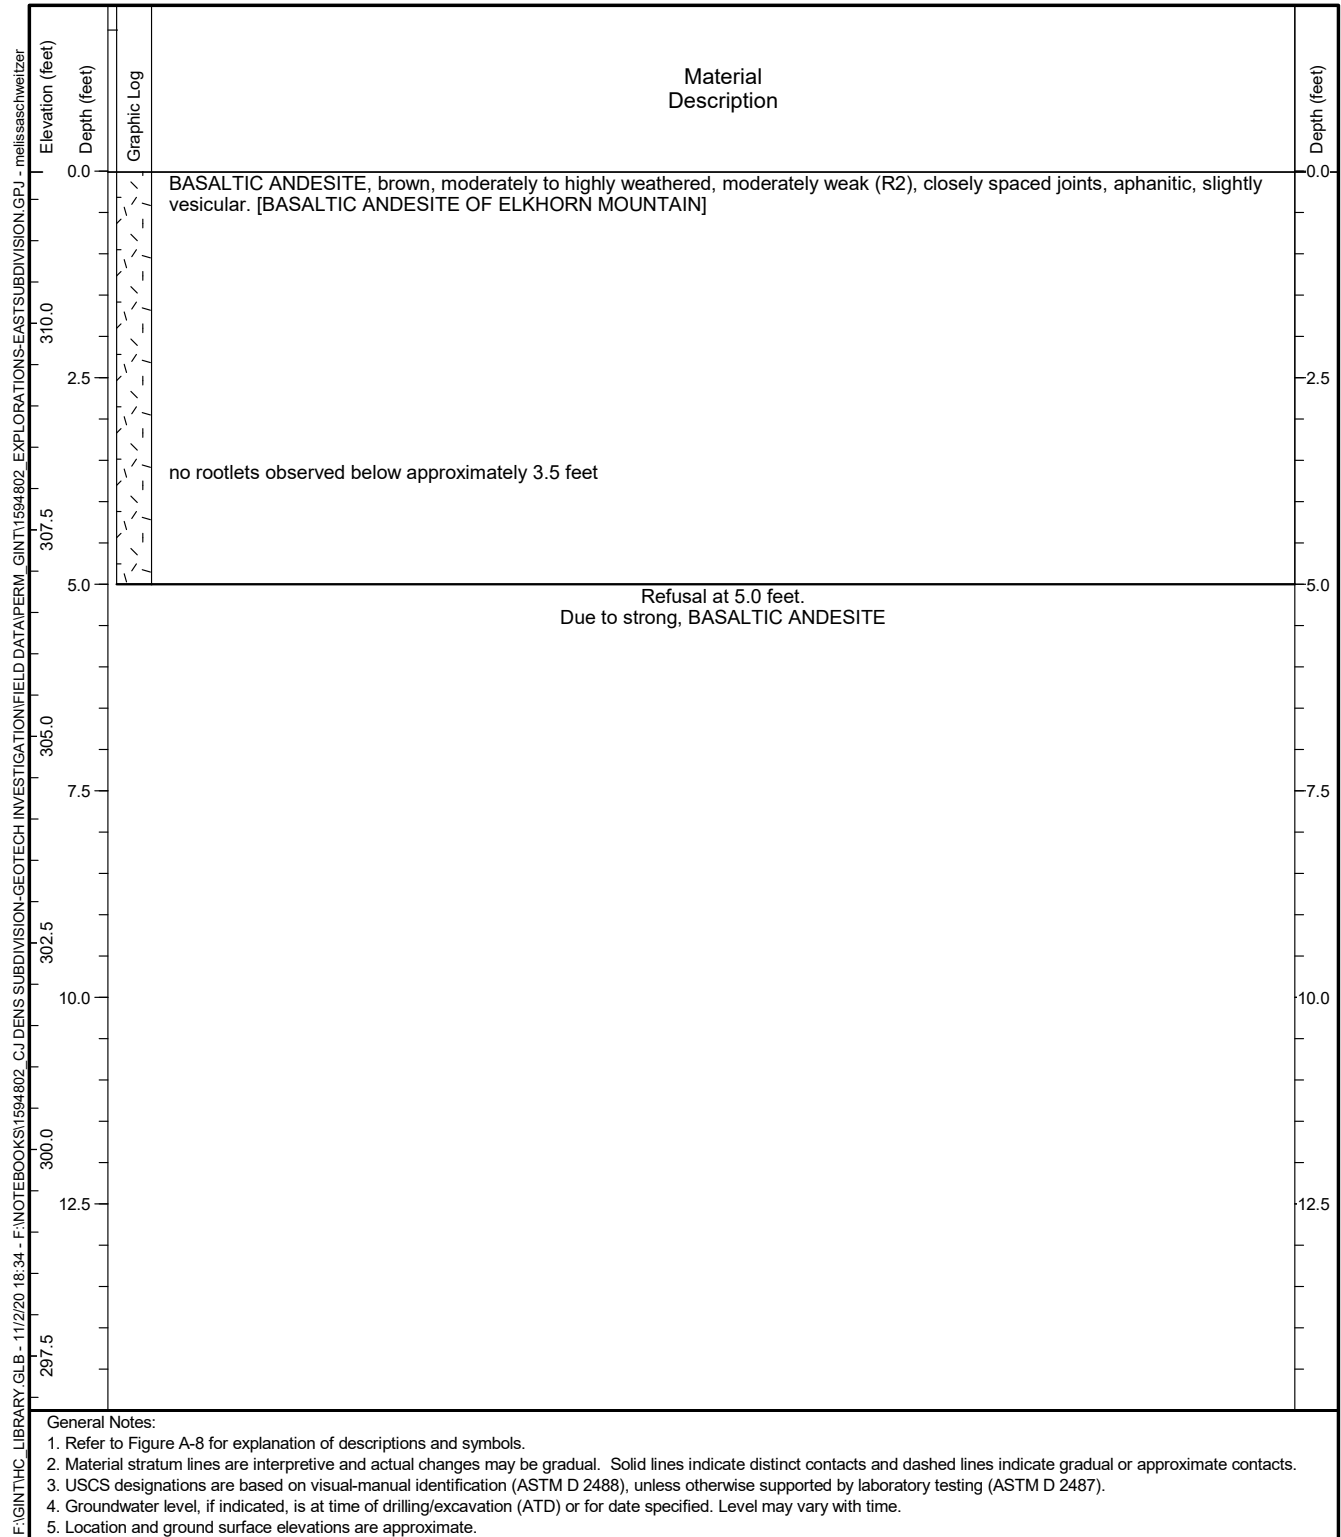 F:\GINT\HC_LIBRARY.GLB - 11/2/20 18:34 - F:\NOTEBOOKS\1594802_CJ DENS SUBDIVISION-GEOTECH INVESTIGATION\FIELD DATA\PERM_GINT\1594802_EXPLORATIONS-EASTSUBDIVISION.GPJ - melissaschweitzer
Elevation (feet)
Depth (feet)
Graphic Log
Material
Description
Depth (feet)
0.0
0.0
BASALTIC ANDESITE, brown, moderately to highly weathered, moderately weak (R2), closely spaced joints, aphanitic, slightly
vesicular. [BASALTIC ANDESITE OF ELKHORN MOUNTAIN]
310.0
2.5
2.5
no rootlets observed below approximately 3.5 feet
307.5
5.0
5.0
Refusal at 5.0 feet.
Due to strong, BASALTIC ANDESITE
305.0
7.5
7.5
302.5
10.0
10.0
300.0
12.5
12.5
297.5
General Notes:
1. Refer to Figure A-8 for explanation of descriptions and symbols.
2. Material stratum lines are interpretive and actual changes may be gradual. Solid lines indicate distinct contacts and dashed lines indicate gradual or approximate contacts.
3. USCS designations are based on visual-manual identification (ASTM D 2488), unless otherwise supported by laboratory testing (ASTM D 2487).
4. Groundwater level, if indicated, is at time of drilling/excavation (ATD) or for date specified. Level may vary with time.
5. Location and ground surface elevations are approximate.